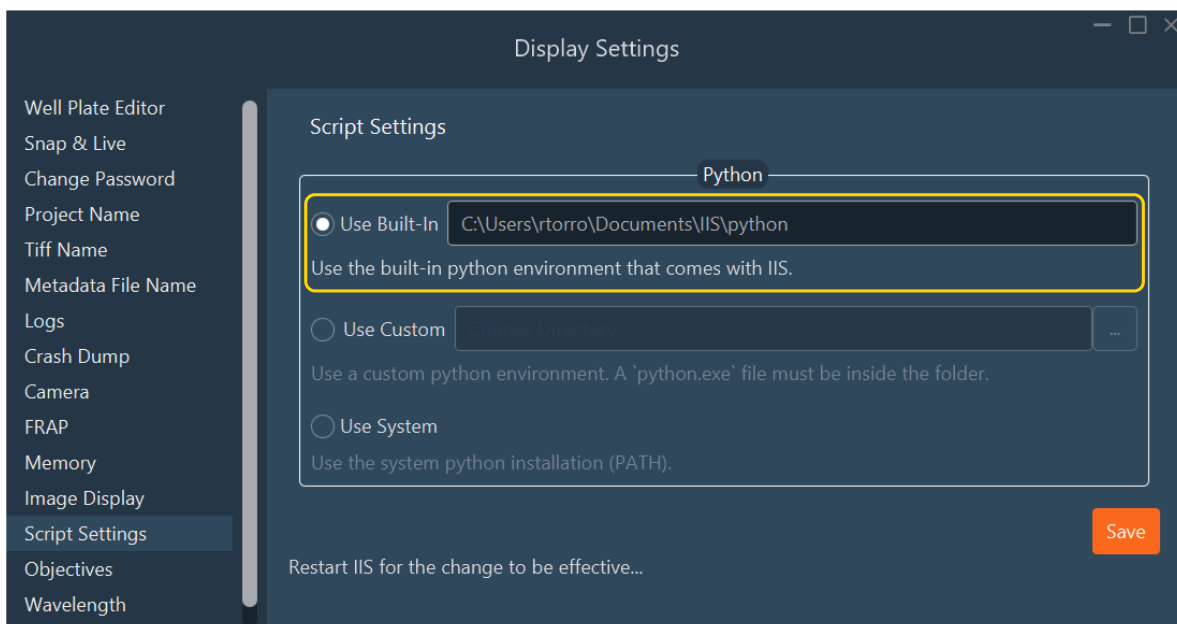 Display Settings
Well Plate Editor
Snap & Live
Change Password
Project Name
Tiff Name
Metadata File Name
Logs
Crash Dump
Camera
FRAP
Memory
Image Display
Script Settings
Objectives
Wavelength
Script Settings
Python
Use Built-In C:\Users\rtorro\Documents\IIS\python
Use the built-in python environment that comes with IIS.
Use Custom Choose Directory ...
Use a custom python environment. A `python.exe` file must be inside the folder.
Use System
Use the system python installation (PATH).
Save
Restart IIS for the change to be effective...